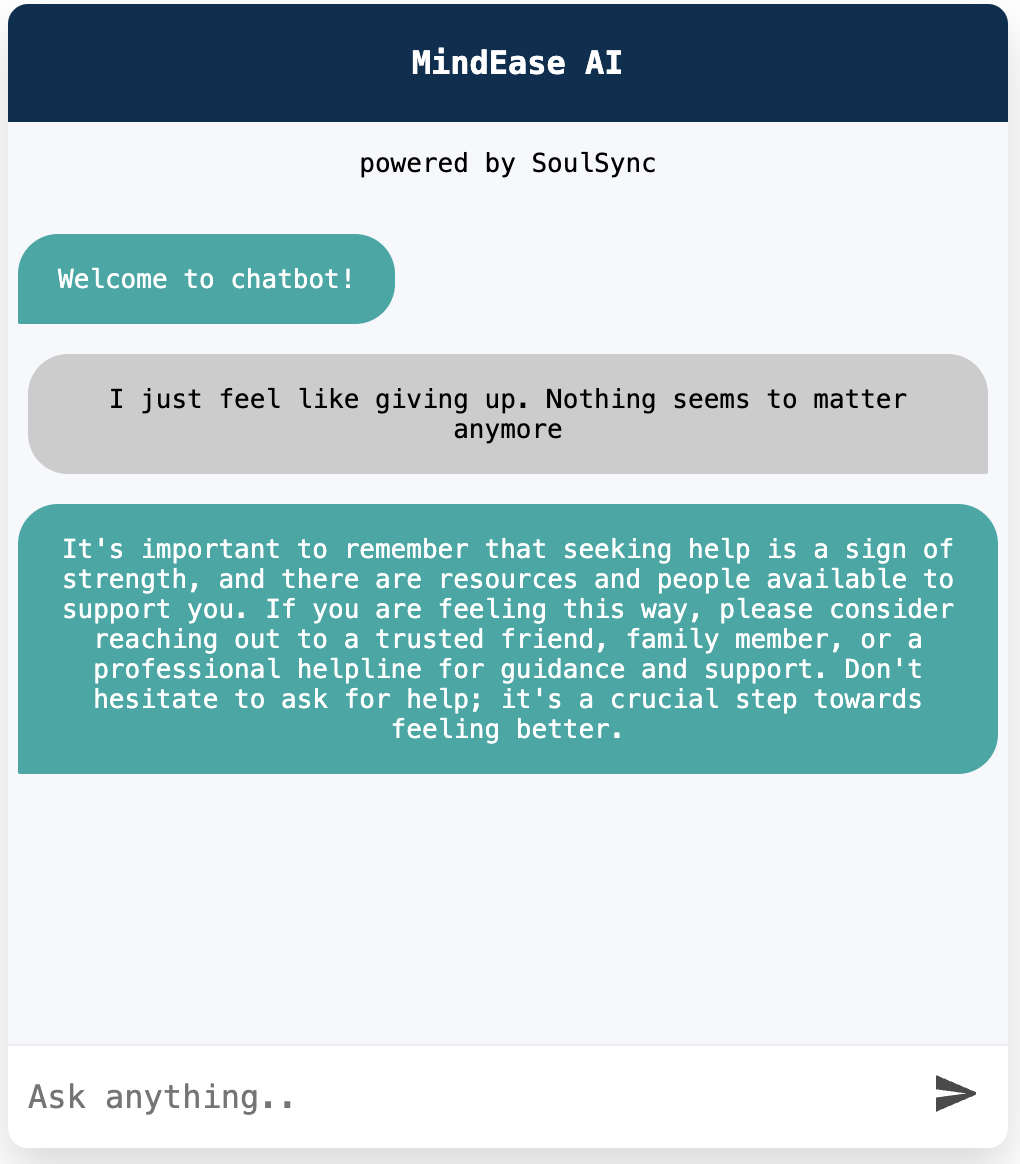 MindEase AI
powered by SoulSync
Welcome to chatbot!
I just feel like giving up. Nothing seems to matter
anymore
It's important to remember that seeking help is a sign of
strength, and there are resources and people available to
support you. If you are feeling this way, please consider
reaching out to a trusted friend, family member, or a
professional helpline for guidance and support. Don't
hesitate to ask for help; it's a crucial step towards
feeling better.
Ask anything..